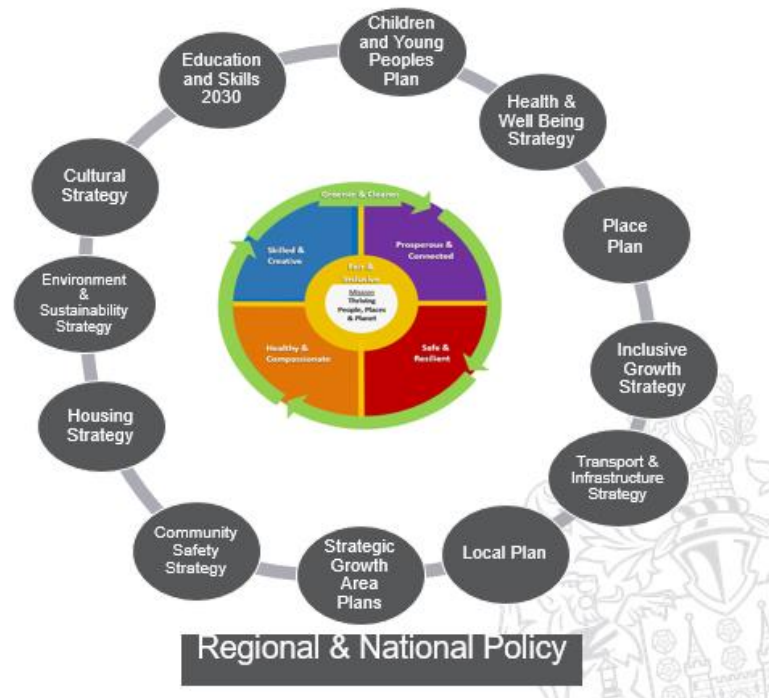 Children
and Young
Peoples
Plan
Education
and Skills
2030
Health &
Well Being
Strategy
Cultural
Strategy
Place
Plan
Greener & Cleaner
Skilled &
Creative
Prosperous &
Connected
Fair &
Inclusive
Mission
Thriving
People, Places
& Planet
Healthy &
Compassionate
Safe &
Resilient
Environment
&
Sustainability
Strategy
Inclusive
Growth
Strategy
Housing
Strategy
Transport &
Infrastructure
Strategy
Community
Safety
Strategy
Strategic
Growth
Area
Plans
Local Plan
Regional & National Policy